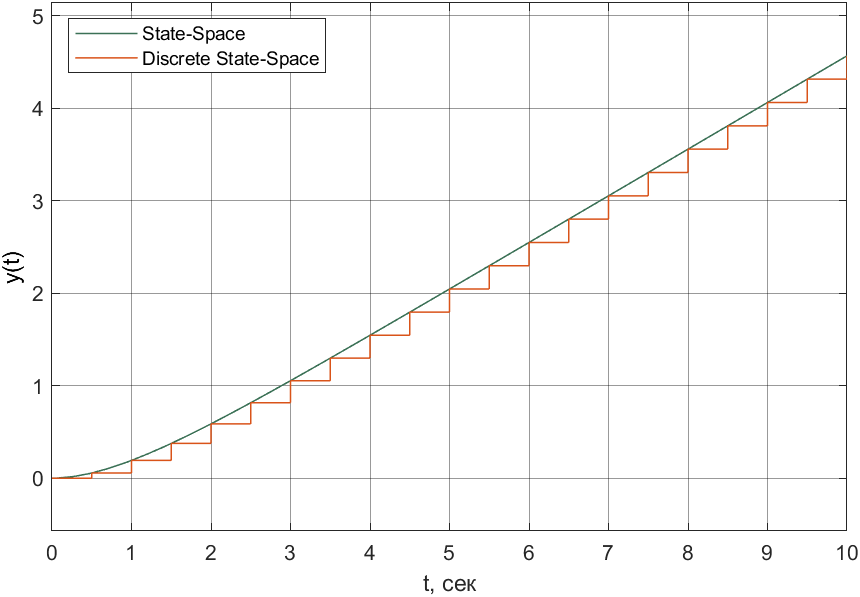 State-Space
Discrete State-Space
5
4
3
2
1
0
y(t)
0 1 2 3 4 5 6 7 8 9 10
t, сек